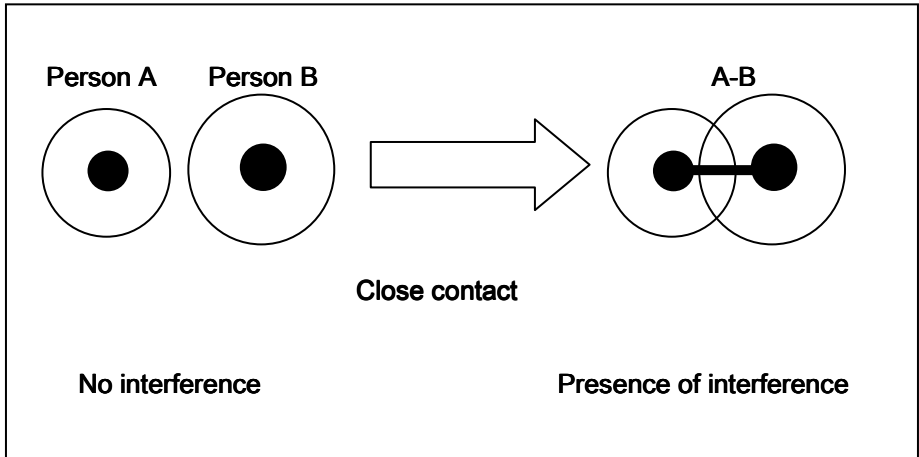 Person A Person B A-B
Close contact
No interference Presence of interference